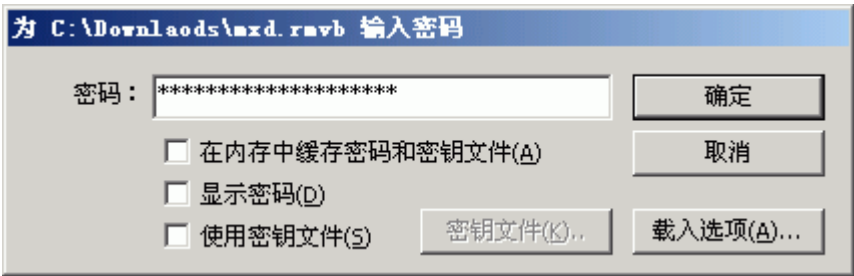 为 C:\Downlaods\mxd.rmvb 输入密码
密码： ******************** 确定
在内存中缓存密码和密钥文件(A) 取消
显示密码(D)
使用密钥文件(S) 密钥文件(K).. 载入选项(A)...